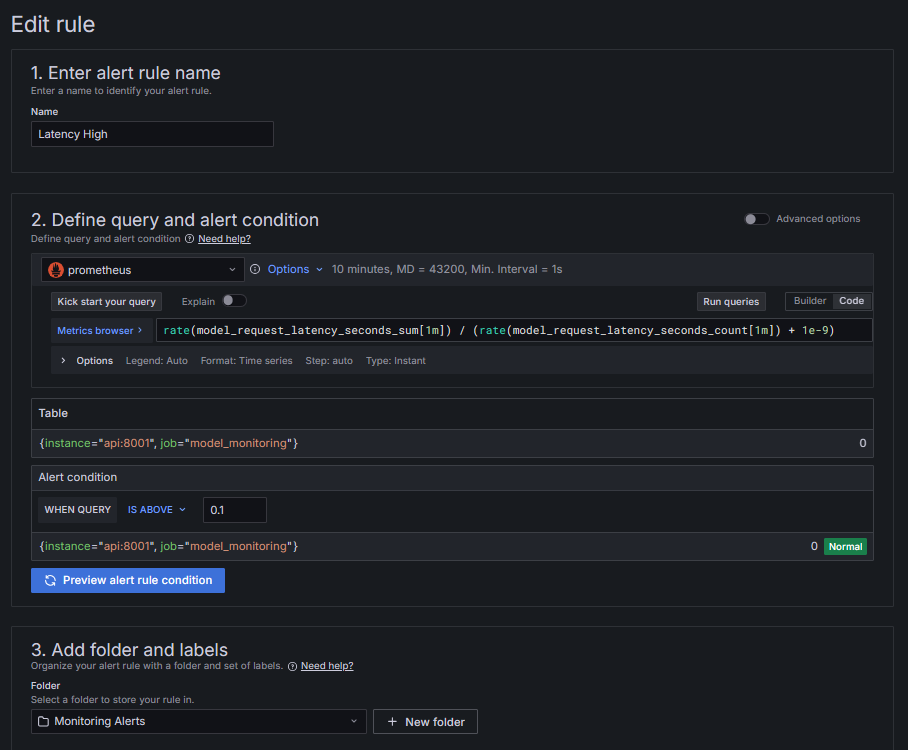 Edit rule
1. Enter alert rule name
Enter a name to identify your alert rule.
Name
Latency High
2. Define query and alert condition
Advanced options
Define query and alert condition Need help?
prometheus Options 10 minutes, MD = 43200, Min. Interval = 1s
Kick start your query Explain Run queries Builder Code
Metrics browser > rate(model_request_latency_seconds_sum[1m]) / (rate(model_request_latency_seconds_count[1m]) + 1e-9)
Options Legend: Auto Format: Time series Step: auto Type: Instant
Table
{instance="api:8001", job="model_monitoring"} 0
Alert condition
WHEN QUERY IS ABOVE 0.1
{instance="api:8001", job="model_monitoring"} 0 Normal
Preview alert rule condition
3. Add folder and labels
Organize your alert rule with a folder and set of labels. Need help?
Folder
Select a folder to store your rule in.
Monitoring Alerts + New folder